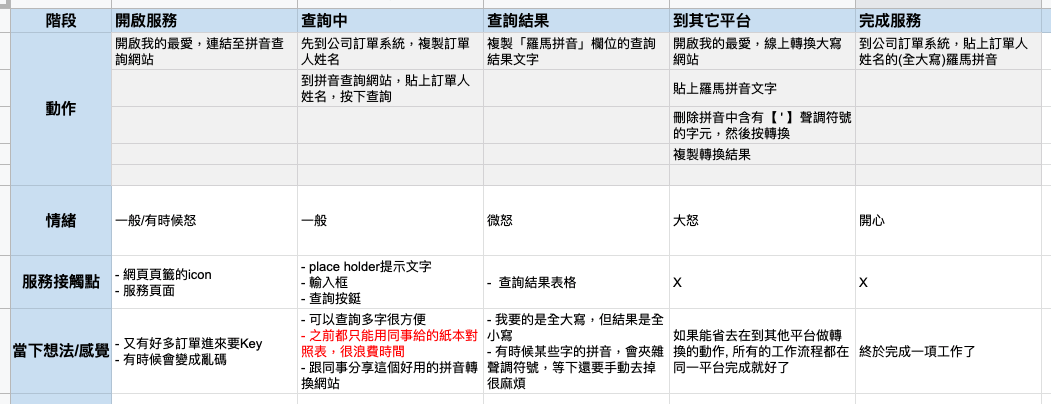 階段 開啟服務 查詢中 查詢結果 到其它平台 完成服務
動作
開啟我的最愛，連結至拼音查
詢網站
先到公司訂單系統，複製訂單
人姓名
複製「羅馬拼音」欄位的查詢
結果文字
開啟我的最愛，線上轉換大寫
網站
到公司訂單系統，貼上訂單人
姓名的(全大寫)羅馬拼音
到拼音查詢網站，貼上訂單人
姓名，按下查詢
貼上羅馬拼音文字
刪除拼音中含有【 ' 】聲調符號
的字元，然後按轉換
複製轉換結果
情緒 一般/有時候怒 一般 微怒 大怒 開心
服務接觸點
- 網頁頁籤的icon
- 服務頁面
- place holder提示文字
- 輸入框
- 查詢按鋌
- 查詢結果表格
X
X
當下想法/感覺
- 又有好多訂單進來要Key
- 有時候會變成亂碼
- 可以查詢多字很方便
- 之前都只能用同事給的紙本對
照表，很浪費時間
- 跟同事分享這個好用的拼音轉
換網站
- 我要的是全大寫，但結果是全
小寫
- 有時候某些字的拼音，會夾雜
聲調符號，等下還要手動去掉
很麻煩
如果能省去在到其他平台做轉
換的動作, 所有的工作流程都在
同一平台完成就好了
終於完成一項工作了